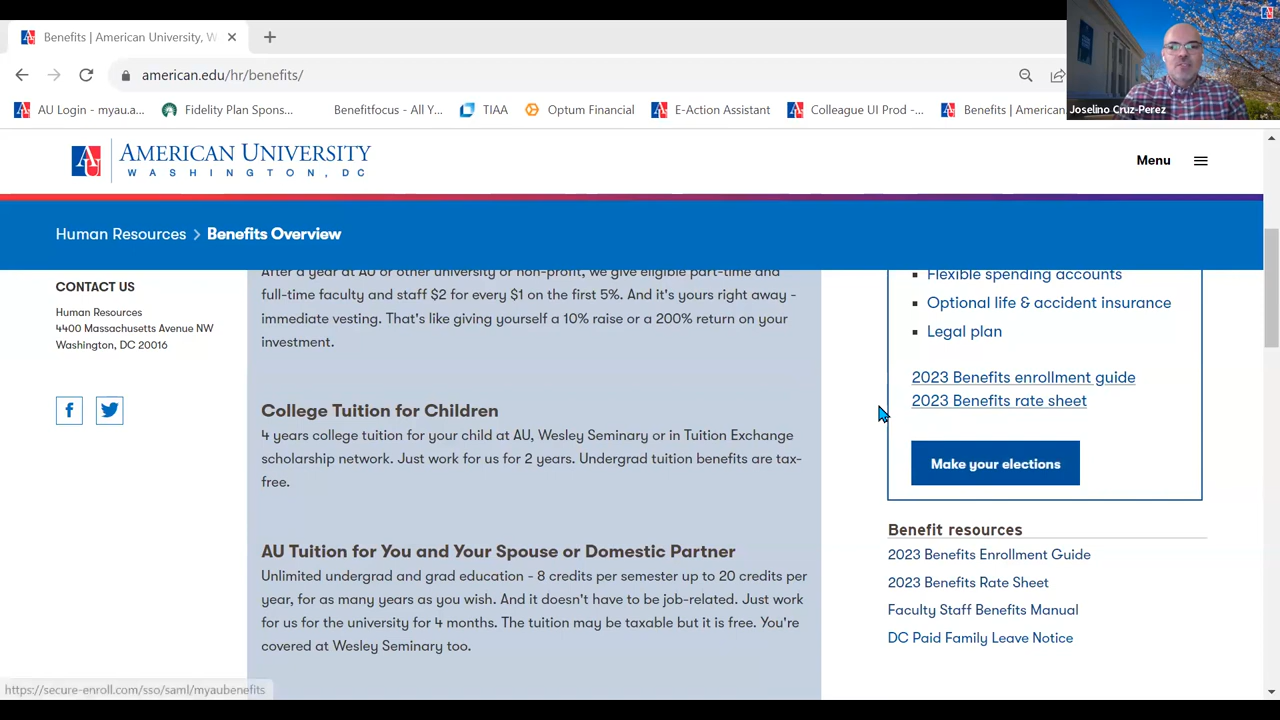 Benefits | American University, W
american.edu/hr/benefits/
AU Login - myau.a...
Fidelity Plan Spons...
Benefitfocus - All Y...
TIAA
Optum Financial
E-Action Assistant
Colleague UI Prod -...
Benefits | American
Joselino Cruz-Perez
AMERICAN UNIVERSITY
WASHINGTON, DC
Menu
Human Resources > Benefits Overview
CONTACT US
Human Resources
4400 Massachusetts Avenue NW
Washington, DC 20016
After a year at AU or other university or non-profit, we give eligible part-time and
full-time faculty and staff $2 for every $1 on the first 5%. And it's yours right away -
immediate vesting. That's like giving yourself a 10% raise or a 200% return on your
investment.
College Tuition for Children
4 years college tuition for your child at AU, Wesley Seminary or in Tuition Exchange
scholarship network. Just work for us for 2 years. Undergrad tuition benefits are tax-
free.
AU Tuition for You and Your Spouse or Domestic Partner
Unlimited undergrad and grad education - 8 credits per semester up to 20 credits per
year, for as many years as you wish. And it doesn't have to be job-related. Just work
for us for the university for 4 months. The tuition may be taxable but it is free. You're
covered at Wesley Seminary too.
Flexible spending accounts
Optional life & accident insurance
Legal plan
2023 Benefits enrollment guide
2023 Benefits rate sheet
Make your elections
Benefit resources
2023 Benefits Enrollment Guide
2023 Benefits Rate Sheet
Faculty Staff Benefits Manual
DC Paid Family Leave Notice
https://secure-enroll.com/sso/saml/myaubenefits